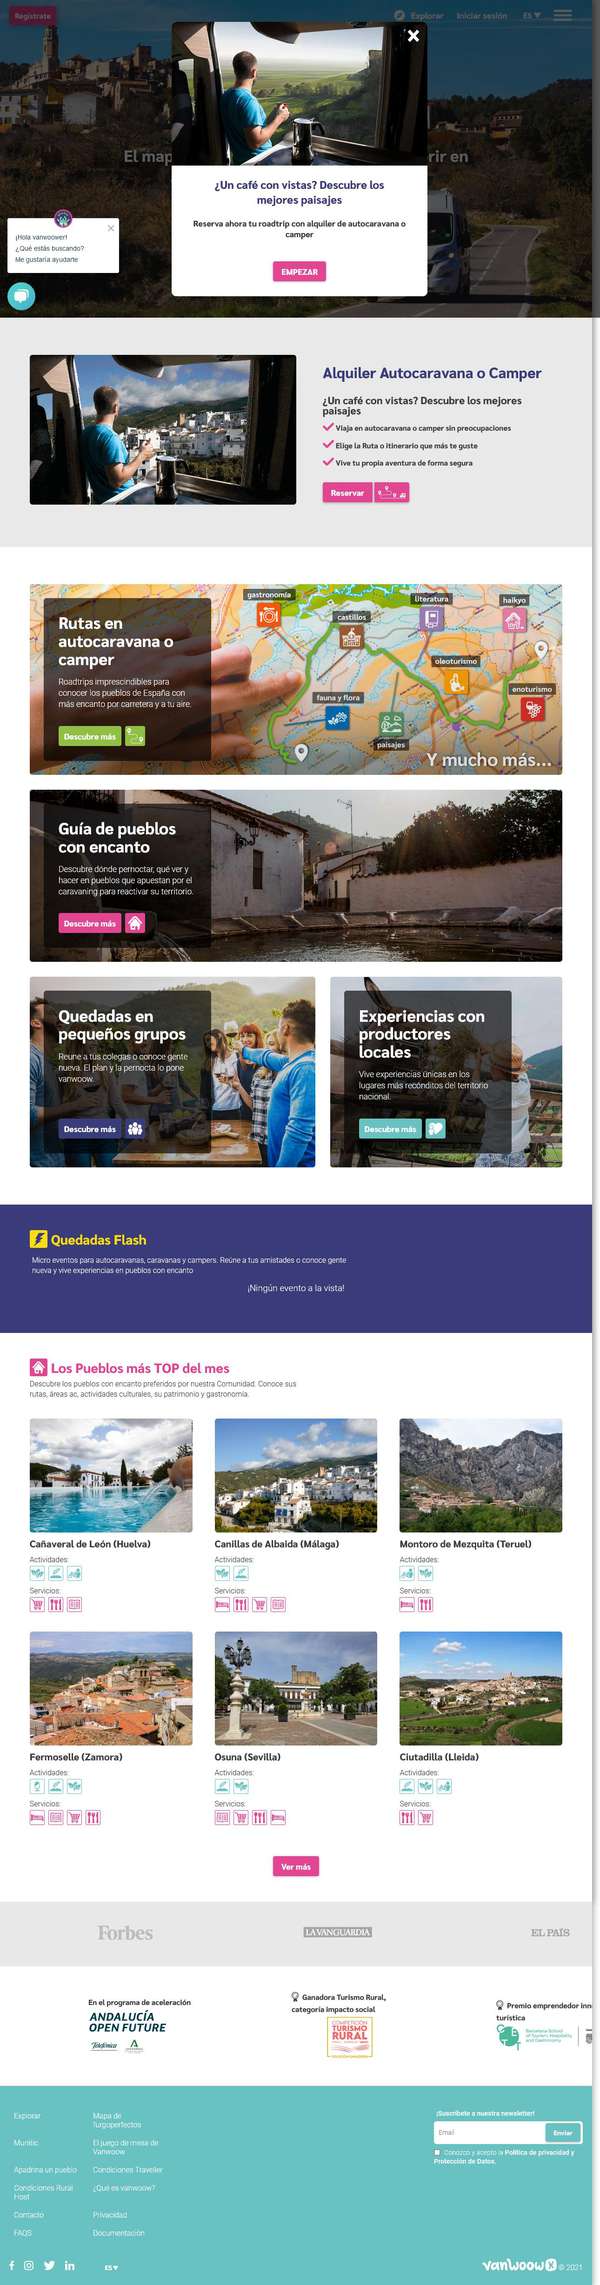 Regístrate
Explorar
Iniciar sesión
ES
El map
rir en
¿Un café con vistas? Descubre los
mejores paisajes
Reserva ahora tu roadtrip con alquiler de autocaravana o
camper
EMPEZAR
¡Hola vanwoower!
¿Qué estás buscando?
Me gustaría ayudarte
Alquiler Autocaravana o Camper
¿Un café con vistas? Descubre los mejores
paisajes
Viaja en autocaravana o camper sin preocupaciones
Elige la Ruta o itinerario que más te guste
Vive tu propia aventura de forma segura
Reservar
Rutas en
autocaravana o
camper
Roadtrips imprescindibles para
conocer los pueblos de España con
más encanto por carretera y a tu aire.
Descubre más
gastronomía
castillos
literatura
haikyo
oleoturismo
enoturismo
fauna y flora
paisajes
Y mucho más...
Guía de pueblos
con encanto
Descubre dónde pernoctar, qué ver y
hacer en pueblos que apuestan por el
caravaning para reactivar su territorio.
Descubre más
Quedadas en
pequeños grupos
Reúne a tus colegas o conoce gente
nueva. El plan y la pernocta lo pone
vanwoow.
Descubre más
Experiencias con
productores
locales
Vive experiencias únicas en los
lugares más recónditos del territorio
nacional.
Descubre más
Quedadas Flash
Micro eventos para autocaravanas, caravanas y campers. Reúne a tus amistades o conoce gente
nueva y vive experiencias en pueblos con encanto
¡Ningún evento a la vista!
Los Pueblos más TOP del mes
Descubre los pueblos con encanto preferidos por nuestra Comunidad. Conoce sus
rutas, áreas ac, actividades culturales, su patrimonio y gastronomía.
Cañaveral de León (Huelva)
Actividades:
Servicios:
Canillas de Albaida (Málaga)
Actividades:
Servicios:
Montoro de Mezquita (Teruel)
Actividades:
Servicios:
Fermoselle (Zamora)
Actividades:
Servicios:
Osuna (Sevilla)
Actividades:
Servicios:
Ciutadilla (Lleida)
Actividades:
Servicios:
Ver más
Forbes
LA VANGUARDIA
EL PAÍS
En el programa de aceleración
ANDALUCÍA
OPEN FUTURE
Telefónica
Ganadora Turismo Rural,
categoría impacto social
COMPETICIÓN
TURISMO
RURAL
Premio emprendedor inn
turística
CETT
Barcelona School
of Tourism, Hospitality
and Gastronomy
Explorar
Mapa de
Turgoperfectos
Munitic
El juego de mesa de
Vanwoow
Apadrina un pueblo
Condiciones Traveller
Condiciones Rural
Host
¿Qué es vanwoow?
Contacto
Privacidad
FAQS
Documentación
¡Suscríbete a nuestra newsletter!
Email
Enviar
Conozco y acepto la Política de privacidad y
Protección de Datos.
ES
vanwoow
© 2021